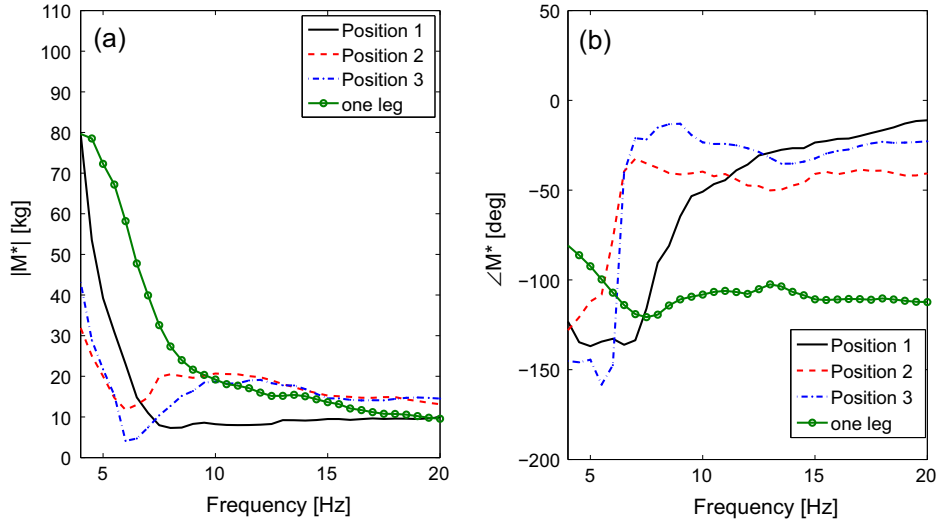 (a)
Position 1
Position 2
Position 3
one leg
110
100
90
80
70
60
50
40
30
20
10
0
5
10
15
20
|M*| [kg]
Frequency [Hz]
(b)
Position 1
Position 2
Position 3
one leg
50
0
−50
−100
−150
−200
5
10
15
20
∠M* [deg]
Frequency [Hz]